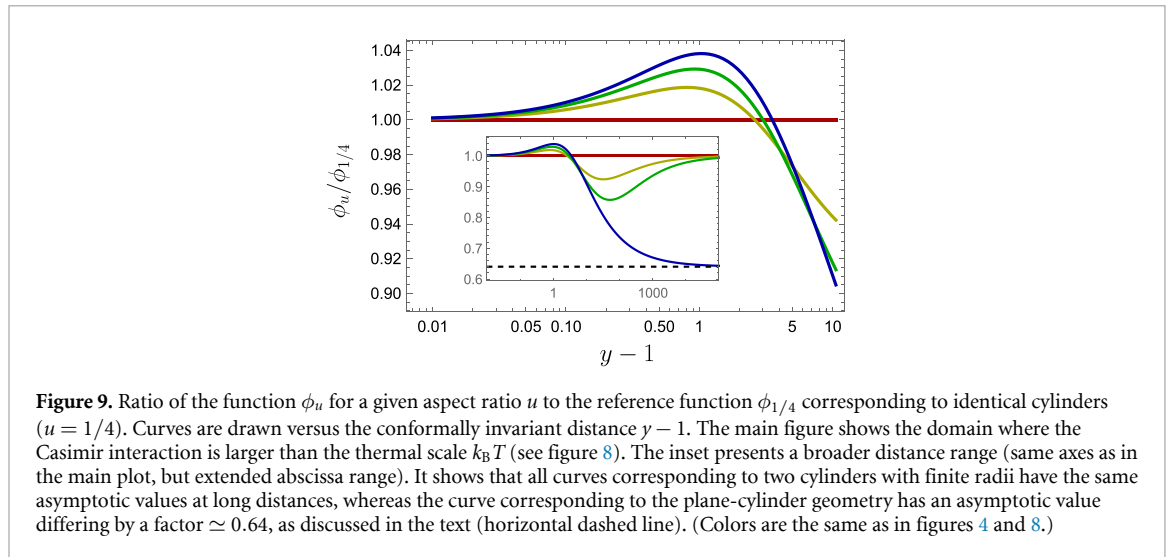 1.04
1.02
1.00
0.98
0.96
0.94
0.92
0.90
ϕu/ϕ1/4
1.0
0.9
0.8
0.7
0.6
1
1000
0.01
0.05
0.10
0.50
1
5
10
y − 1
Figure 9. Ratio of the function ϕu for a given aspect ratio u to the reference function ϕ1/4 corresponding to identical cylinders
(u = 1/4). Curves are drawn versus the conformally invariant distance y − 1. The main figure shows the domain where the
Casimir interaction is larger than the thermal scale kBT (see figure 8). The inset presents a broader distance range (same axes as in
the main plot, but extended abscissa range). It shows that all curves corresponding to two cylinders with finite radii have the same
asymptotic values at long distances, whereas the curve corresponding to the plane-cylinder geometry has an asymptotic value
differing by a factor ≃ 0.64, as discussed in the text (horizontal dashed line). (Colors are the same as in figures 4 and 8.)